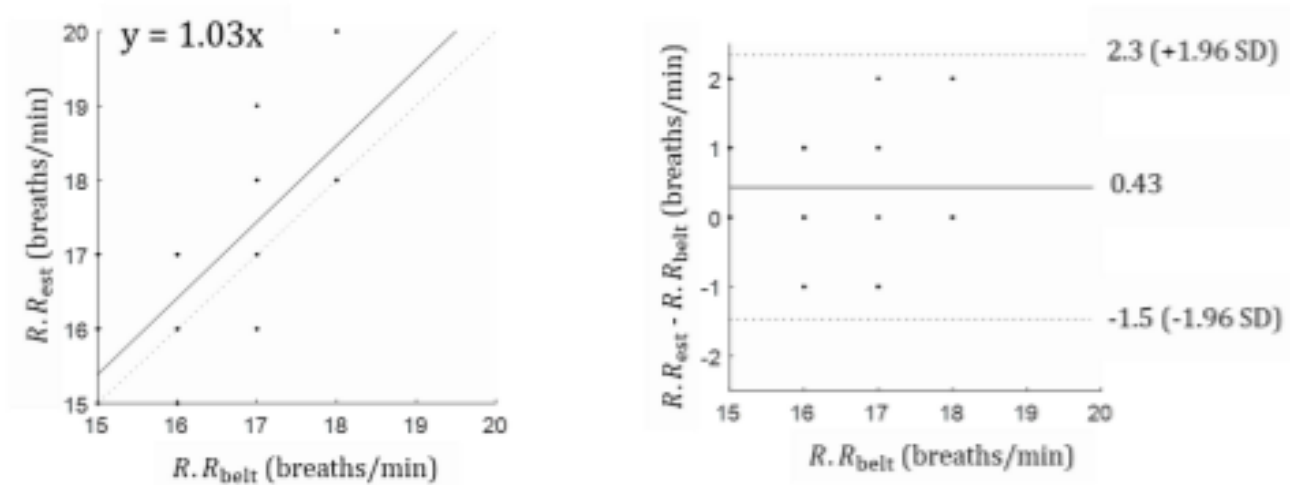 y = 1.03x
20
19
18
17
16
15
15 16 17 18 19 20
R. R_est (breaths/min)
R. R_belt (breaths/min)
2
1
0
-1
-2
15 16 17 18 19 20
R. R_est - R. R_belt (breaths/min)
R. R_belt (breaths/min)
2.3 (+1.96 SD)
0.43
-1.5 (-1.96 SD)